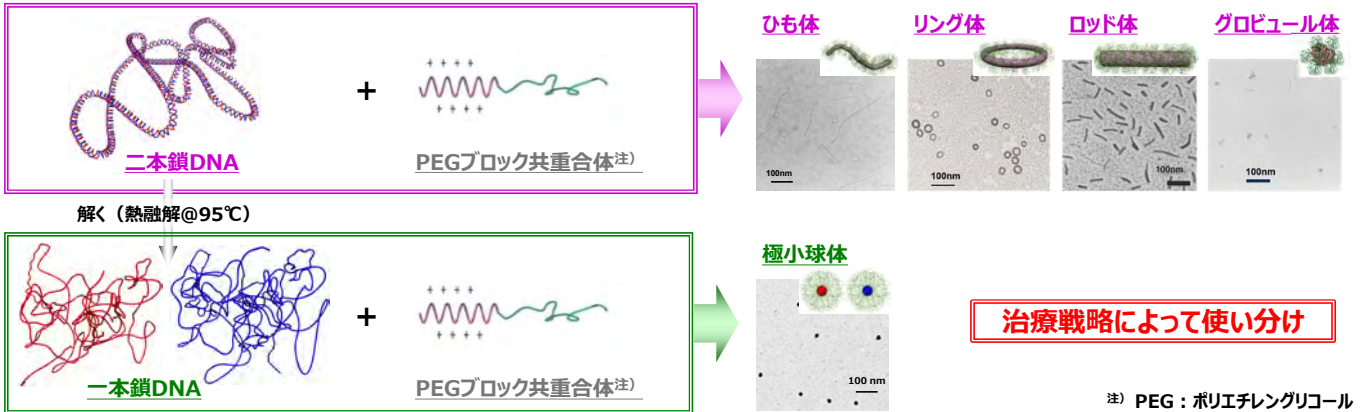 ひも体
リング体
ロッド体
グロビュール体
++++
+
++++
100nm
100nm
100nm
100nm
二本鎖DNA
PEGブロック共重合体注)
解く（熱融解@95℃）
極小球体
++++
+
++++
治療戦略によって使い分け
100 nm
一本鎖DNA
PEGブロック共重合体注)
注) PEG：ポリエチレングリコール